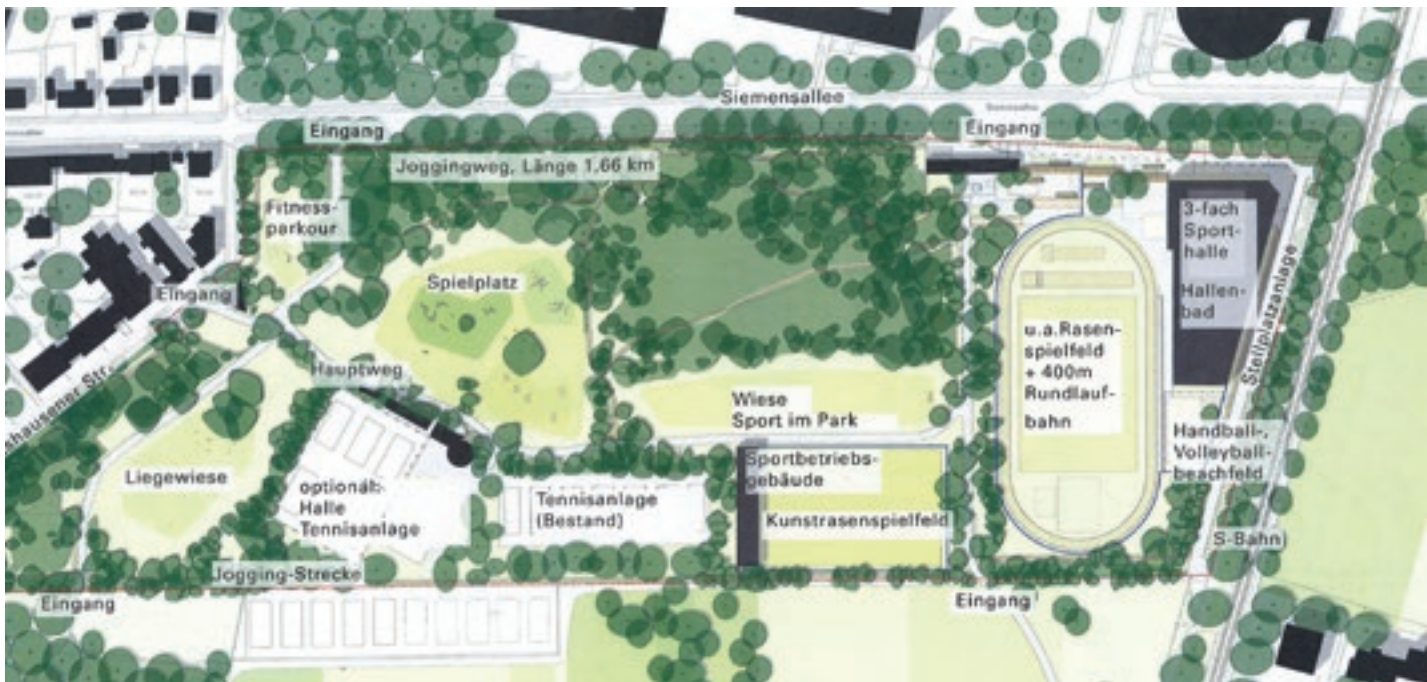 Siemensallee
Eingang
Eingang
Joggingweg, Länge 1,66 km
Fitness-
parkour
3-fach
Sport-
halle
Hallen-
bad
Spielplatz
Eingang
Stellplatzanlage
u.a.Rasen-
spielfeld
+ 400m
Rundlauf-
bahn
Hauptweg
hausener Str.
Wiese
Sport im Park
Handball-,
Volleyball-
beachfeld
Liegewiese
optional:
Halle
Tennisanlage
Tennisanlage
(Bestand)
Sportbetriebs-
gebäude
Kunstrasenspielfeld
S-Bahn
Jogging-Strecke
Eingang
Eingang